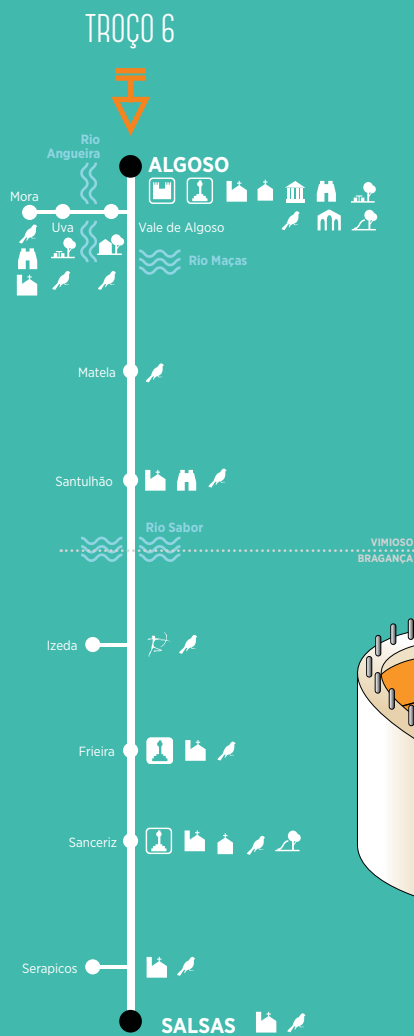 TROÇO 6
Rio
Angueira
ALGOSO
Mora
Uva
Vale de Algoso
Rio Maças
Matela
Santulhão
Rio Sabor
VIMIOSO
BRAGANÇA
Izeda
Frieira
Sanceriz
Serapicos
SALSAS